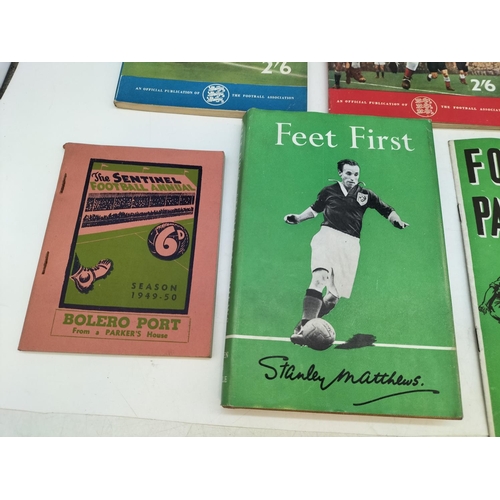 2'6
AN OFFICIAL PUBLICATION OF THE FOOTBALL ASSOCIATION
2'6
AN OFFICIAL PUBLICATION OF THE FOOTBALL ASSOCIATION
The SENTINEL
FOOTBALL ANNUAL
6D
SEASON
1949-50
BOLERO PORT
From a PARKER'S House
Feet First
Stanley Matthews.
FO
PA